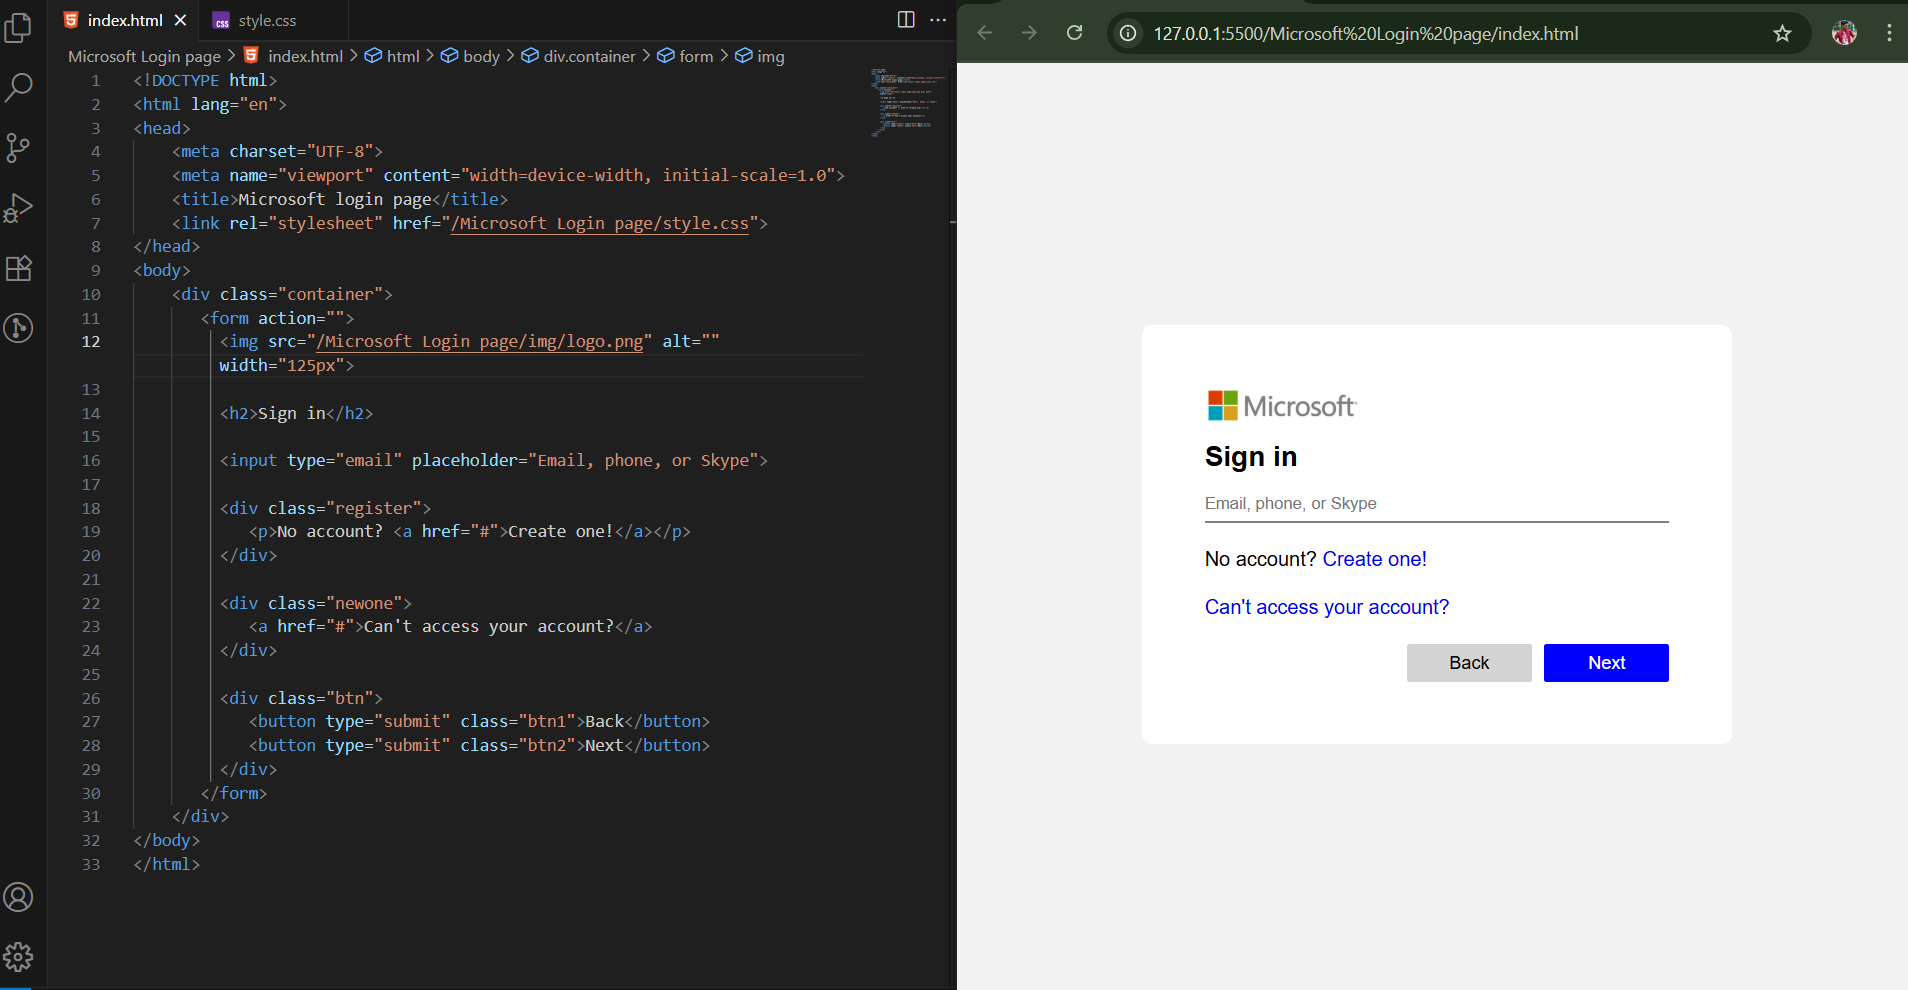 index.html
style.css
Microsoft Login page > index.html > html > body > div.container > form > img
1 <!DOCTYPE html>
2 <html lang="en">
3 <head>
4 <meta charset="UTF-8">
5 <meta name="viewport" content="width=device-width, initial-scale=1.0">
6 <title>Microsoft login page</title>
7 <link rel="stylesheet" href="/Microsoft Login page/style.css">
8 </head>
9 <body>
10 <div class="container">
11 <form action="">
12 <img src="/Microsoft Login page/img/logo.png" alt=""
width="125px">
13
14 <h2>Sign in</h2>
15
16 <input type="email" placeholder="Email, phone, or Skype">
17
18 <div class="register">
19 <p>No account? <a href="#">Create one!</a></p>
20 </div>
21
22 <div class="newone">
23 <a href="#">Can't access your account?</a>
24 </div>
25
26 <div class="btn">
27 <button type="submit" class="btn1">Back</button>
28 <button type="submit" class="btn2">Next</button>
29 </div>
30 </form>
31 </div>
32 </body>
33 </html>
127.0.0.1:5500/Microsoft%20Login%20page/index.html
Microsoft
Sign in
Email, phone, or Skype
No account? Create one!
Can't access your account?
Back
Next